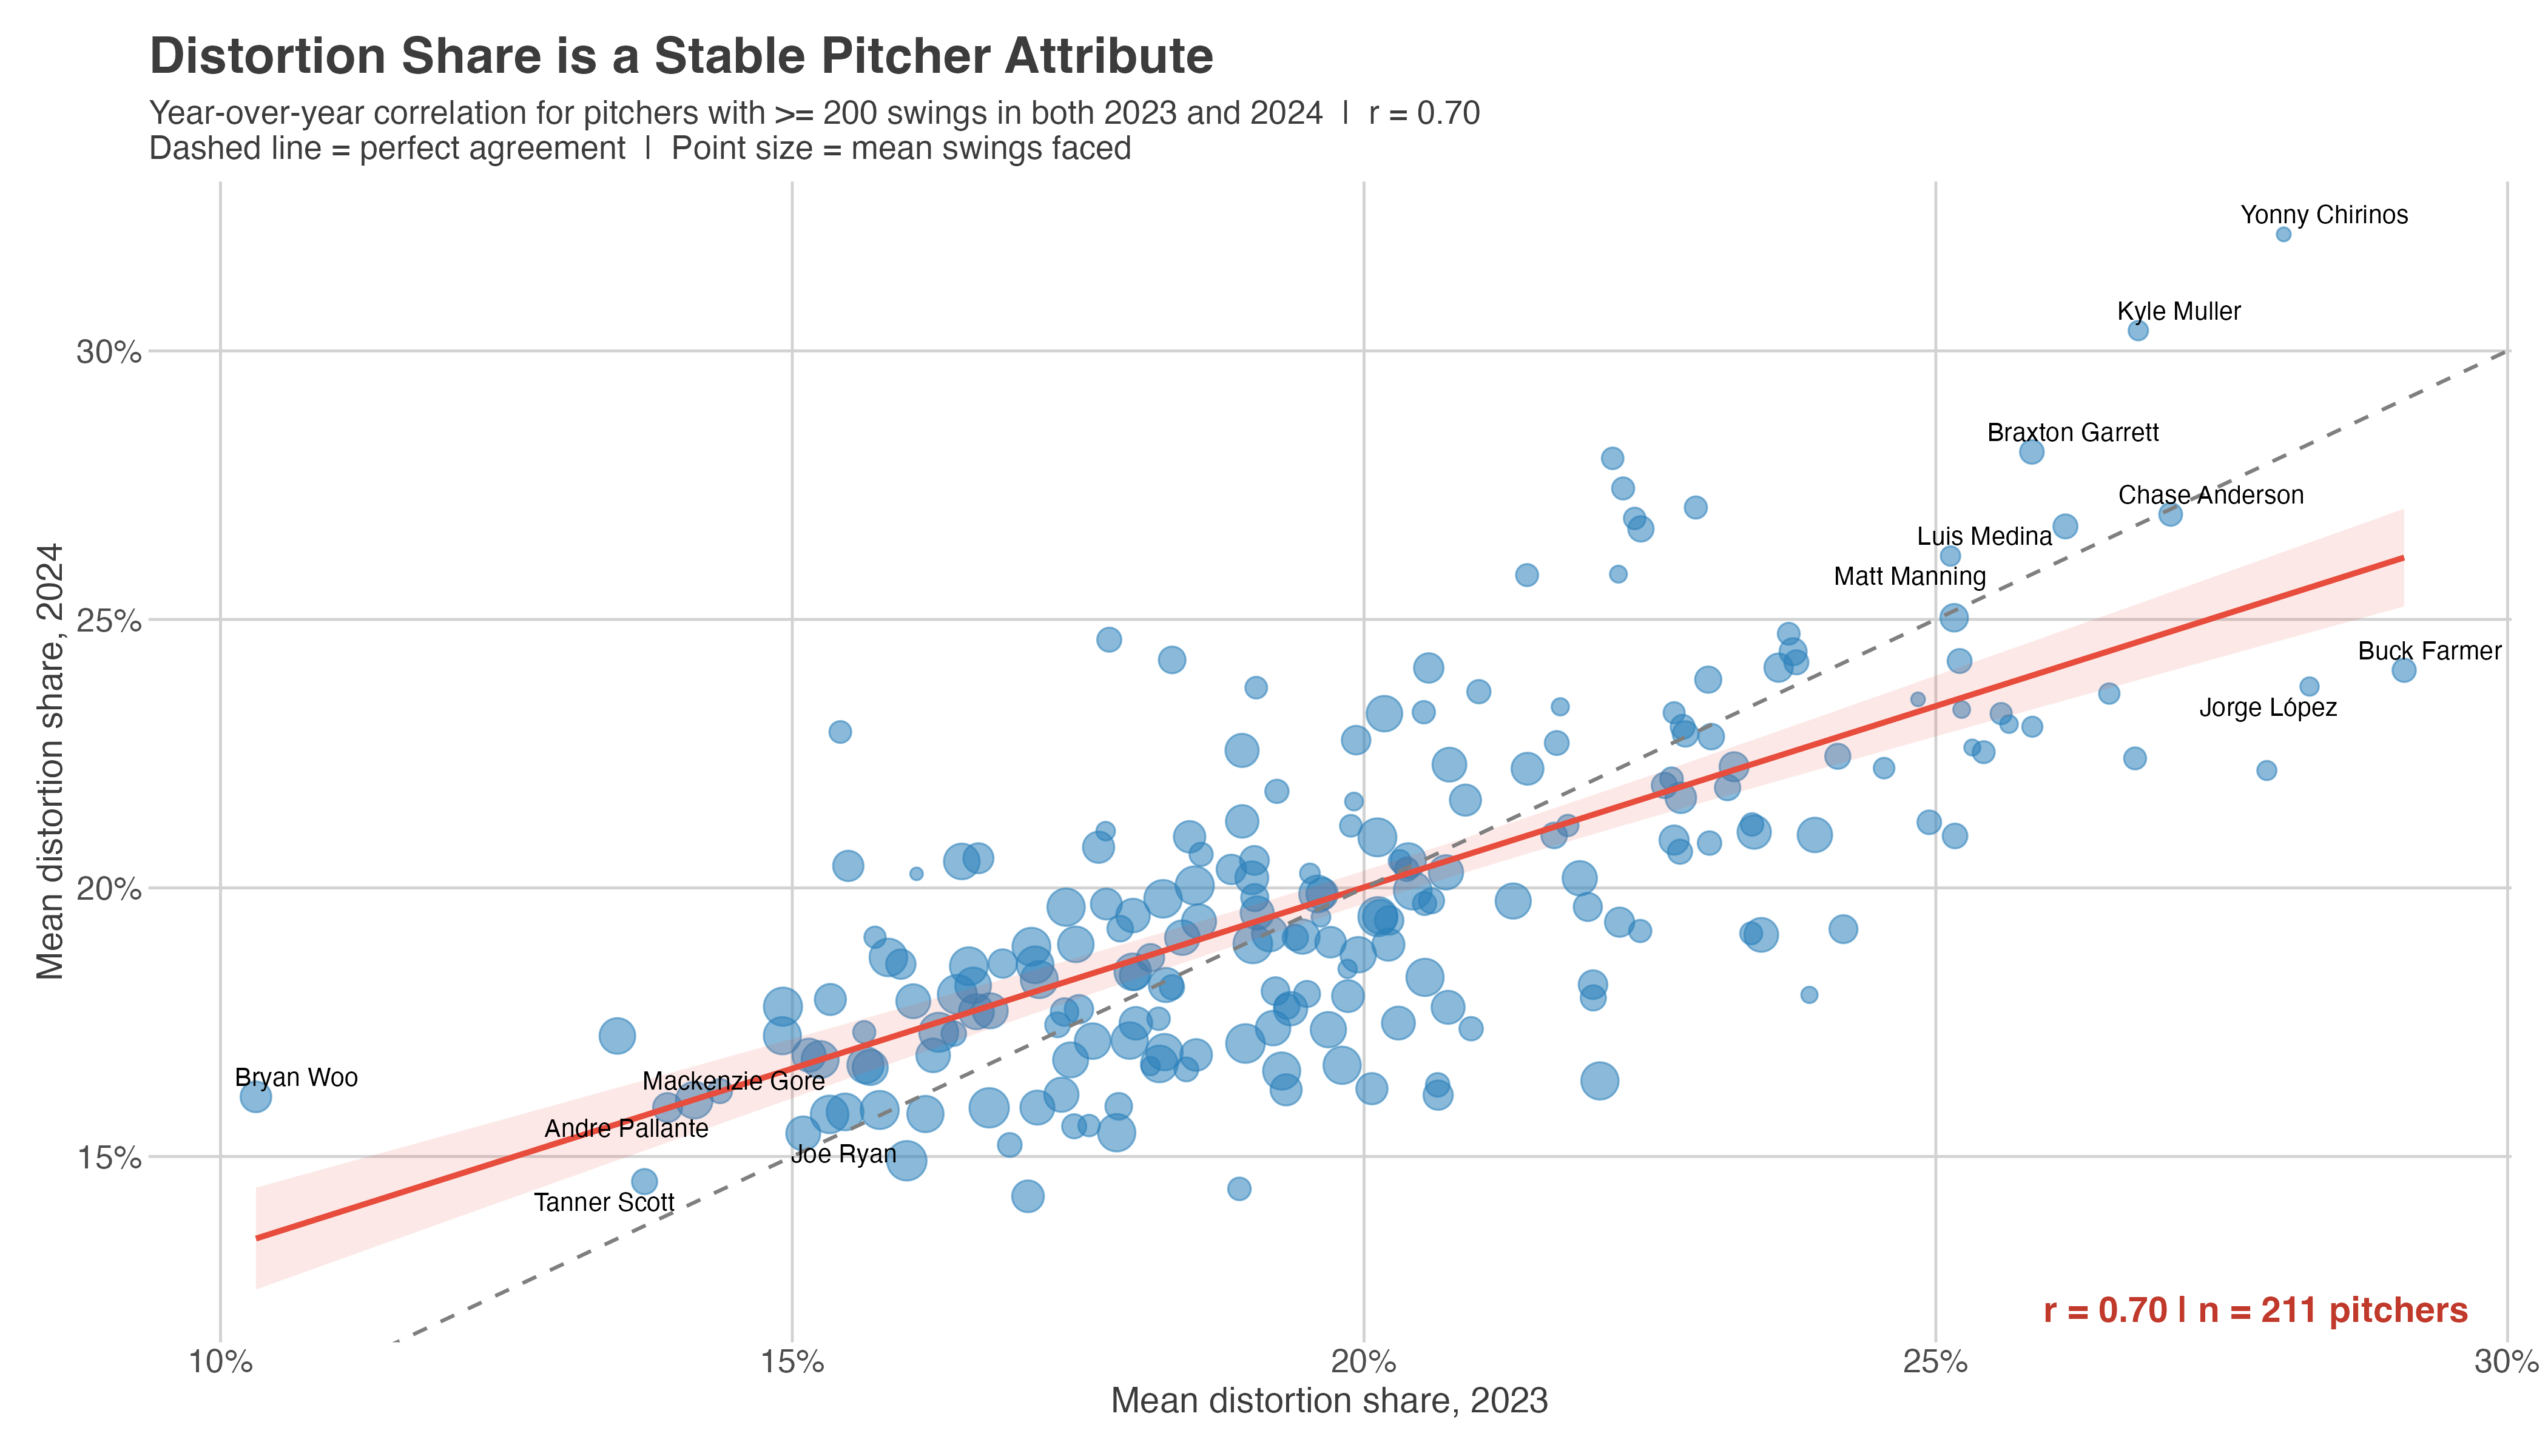 Distortion Share is a Stable Pitcher Attribute
Year-over-year correlation for pitchers with >= 200 swings in both 2023 and 2024 | r = 0.70
Dashed line = perfect agreement | Point size = mean swings faced
Yonny Chirinos
Kyle Muller
30%
Braxton Garrett
Chase Anderson
Luis Medina
Matt Manning
25%
Buck Farmer
Jorge López
Mean distortion share, 2024
20%
Bryan Woo
Mackenzie Gore
Andre Pallante
Joe Ryan
15%
Tanner Scott
r = 0.70 | n = 211 pitchers
10%
15%
20%
25%
30%
Mean distortion share, 2023